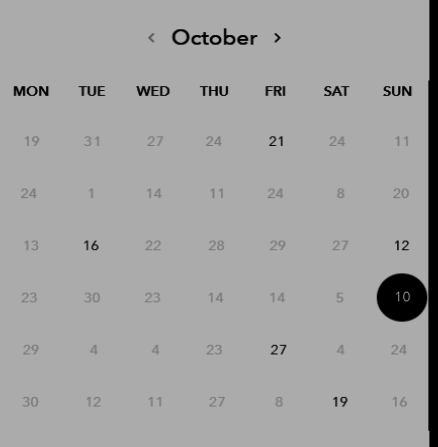 ‹ October ›
MON TUE WED THU FRI SAT SUN
19 31 27 24 21 24 11
24 1 14 11 24 8 20
13 16 22 28 29 27 12
23 30 23 14 14 5 10
29 4 4 23 27 4 24
30 12 11 27 8 19 16